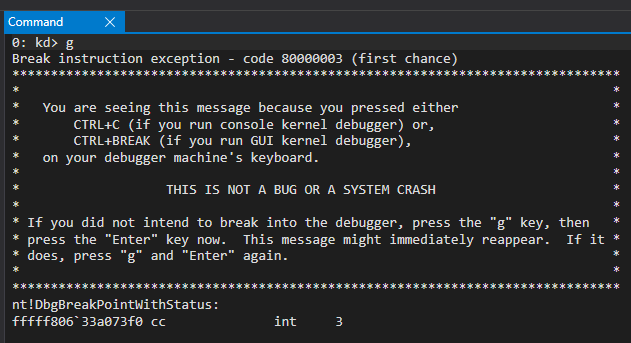 Command X
0: kd> g
Break instruction exception - code 80000003 (first chance)
*******************************************************************************
*                                                                             *
*   You are seeing this message because you pressed either                    *
*       CTRL+C (if you run console kernel debugger) or,                       *
*       CTRL+BREAK (if you run GUI kernel debugger),                          *
*   on your debugger machine's keyboard.                                      *
*                                                                             *
*                   THIS IS NOT A BUG OR A SYSTEM CRASH                       *
*                                                                             *
* If you did not intend to break into the debugger, press the "g" key, then   *
* press the "Enter" key now.  This message might immediately reappear.  If it *
* does, press "g" and "Enter" again.                                          *
*                                                                             *
*******************************************************************************
nt!DbgBreakPointWithStatus:
fffff806`33a073f0 cc              int     3